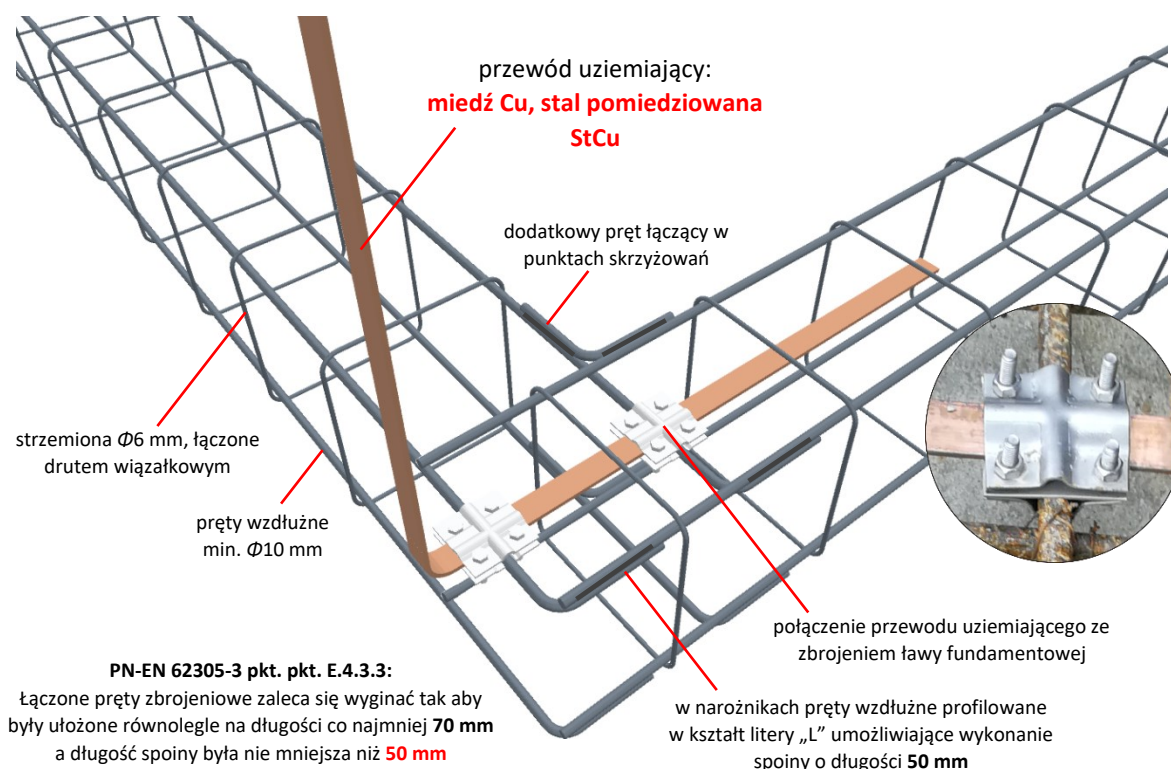 przewód uziemiający:
miedź Cu, stal pomiedziowana
StCu
dodatkowy pręt łączący w
punktach skrzyżowań
strzemiona Φ6 mm, łączone
drutem wiązałkowym
pręty wzdłużne
min. Φ10 mm
połączenie przewodu uziemiającego ze
zbrojeniem ławy fundamentowej
PN-EN 62305-3 pkt. pkt. E.4.3.3:
Łączone pręty zbrojeniowe zaleca się wyginać tak aby
były ułożone równolegle na długości co najmniej 70 mm
a długość spoiny była nie mniejsza niż 50 mm
w narożnikach pręty wzdłużne profilowane
w kształt litery „L” umożliwiające wykonanie
spoiny o długości 50 mm